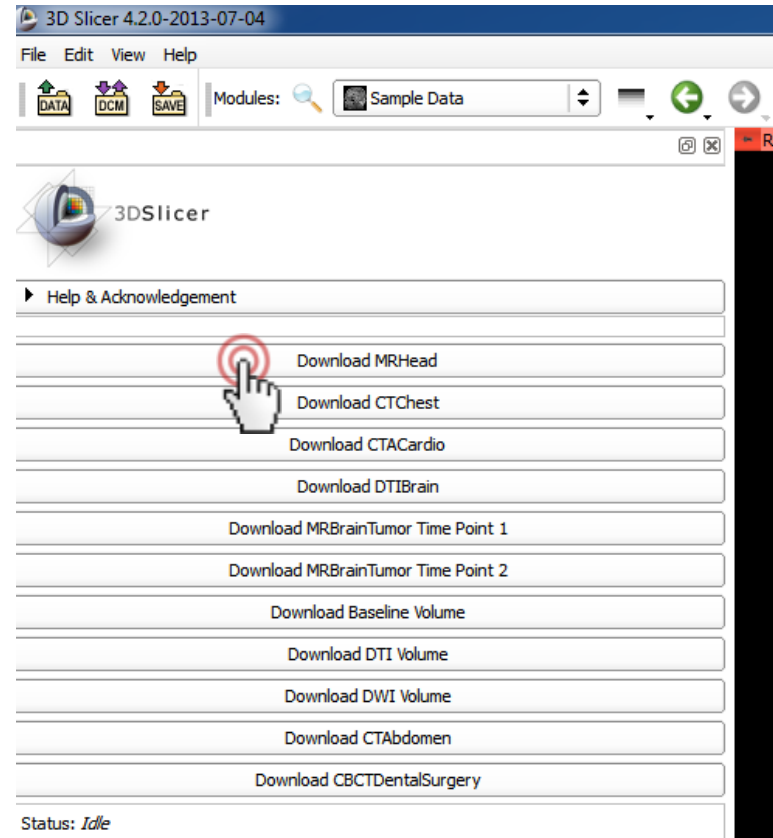 3D Slicer 4.2.0-2013-07-04
File Edit View Help
DATA DCM SAVE Modules: Sample Data
R
3DSlicer
Help & Acknowledgement
Download MRHead
Download CTChest
Download CTACardio
Download DTIBrain
Download MRBrainTumor Time Point 1
Download MRBrainTumor Time Point 2
Download Baseline Volume
Download DTI Volume
Download DWI Volume
Download CTAbdomen
Download CBCTDentalSurgery
Status: Idle